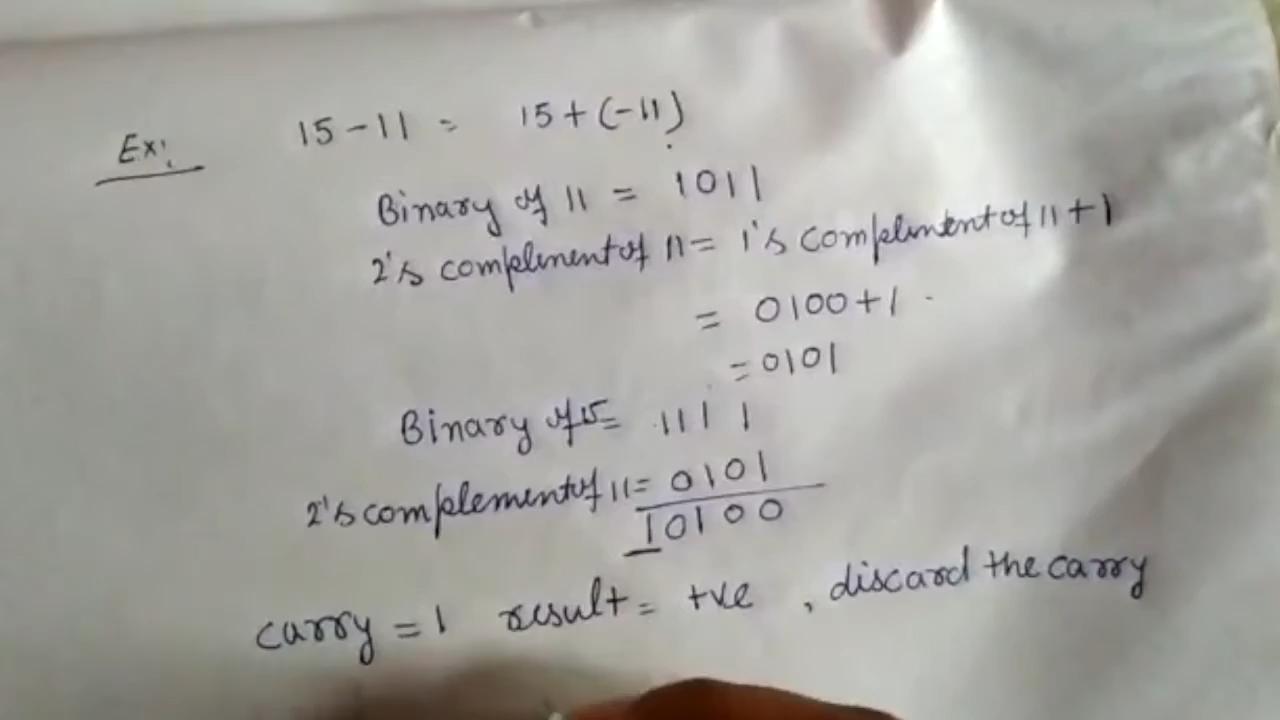 Ex: 15-11 = 15+(-11)
Binary of 11 = 1011
2's complement of 11 = 1's complement of 11+1
= 0100+1
= 0101
Binary of 15= 1111
2's complement of 11= 0101
10100
carry = 1 result = +ve , discard the carry